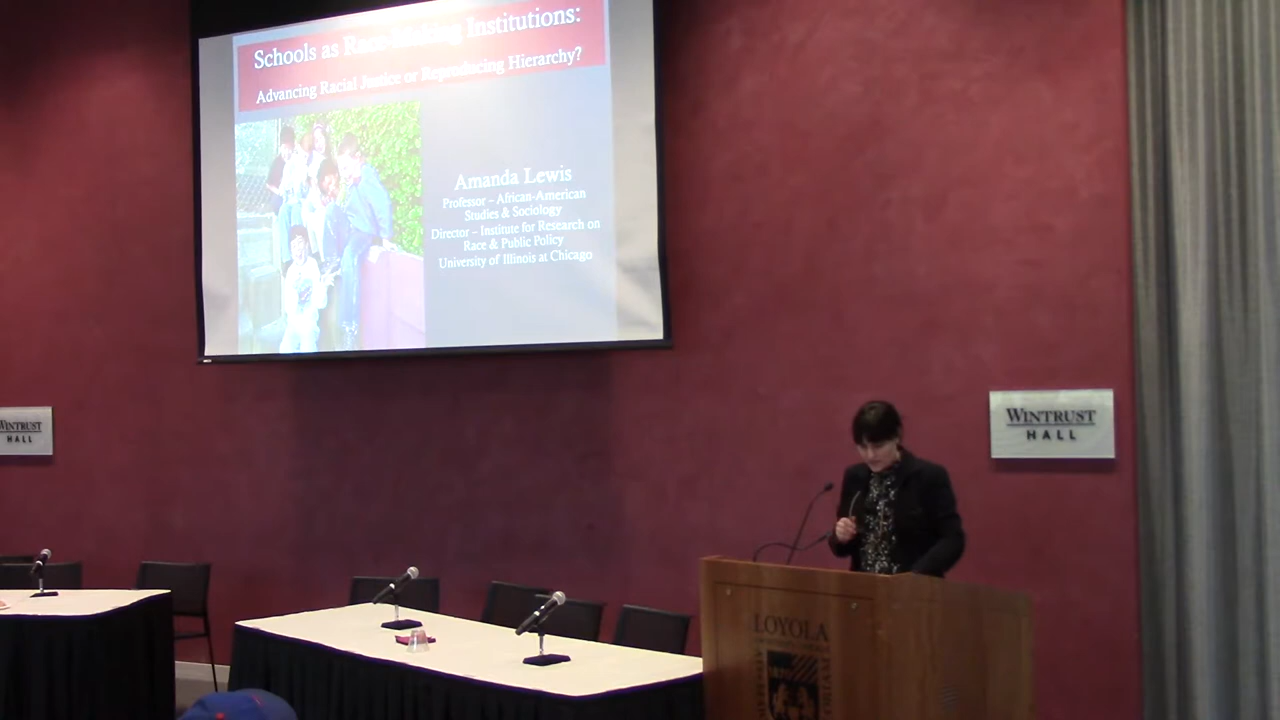 Schools as Race-Making Institutions:
Advancing Racial Justice or Reproducing Hierarchy?
Amanda Lewis
Professor – African-American
Studies & Sociology
Director – Institute for Research on
Race & Public Policy
University of Illinois at Chicago
WINTRUST
HALL
WINTRUST
HALL
LOYOLA